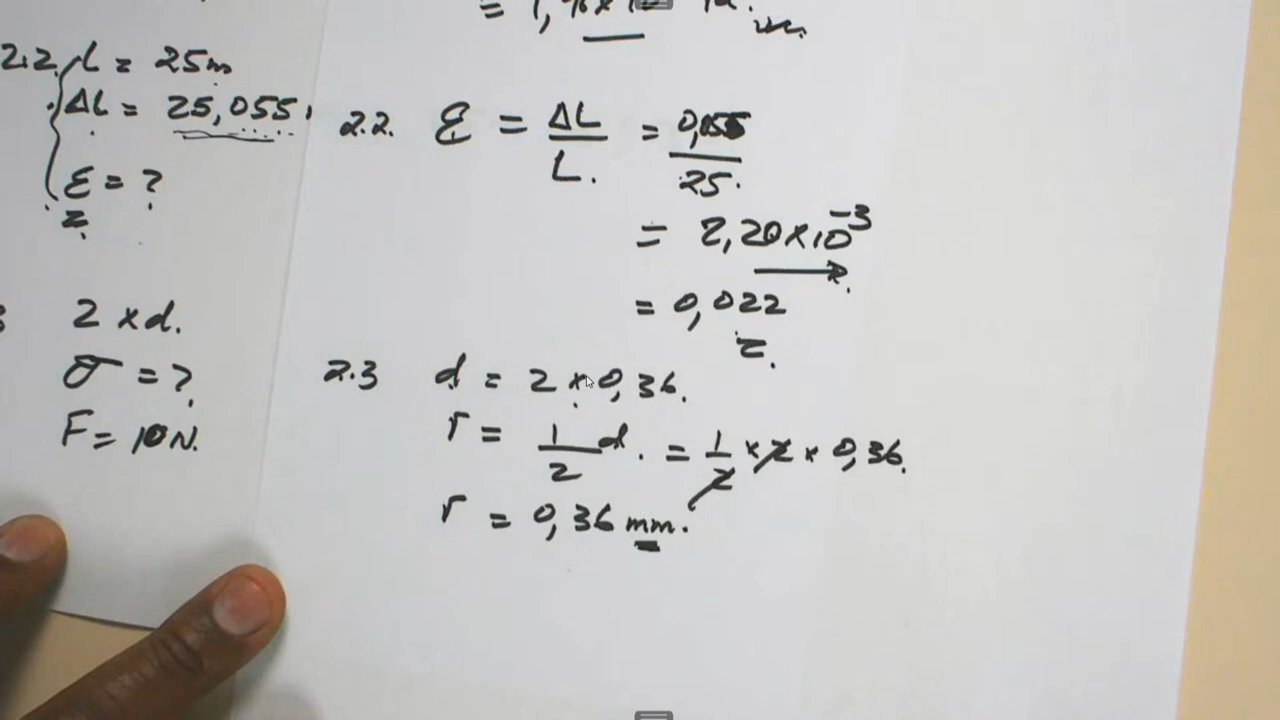 2.2 L = 25m
ΔL = 25,055
ε = ?
2 x d.
σ = ?
F = 10N.
2.2. ε = ΔL / L. = 0,055 / 25.
= 2,20 x 10^-3
= 0,022
2.3 d = 2 x 0,36.
r = 1/2 d. = 1/2 x 2 x 0,36.
r = 0,36 mm.